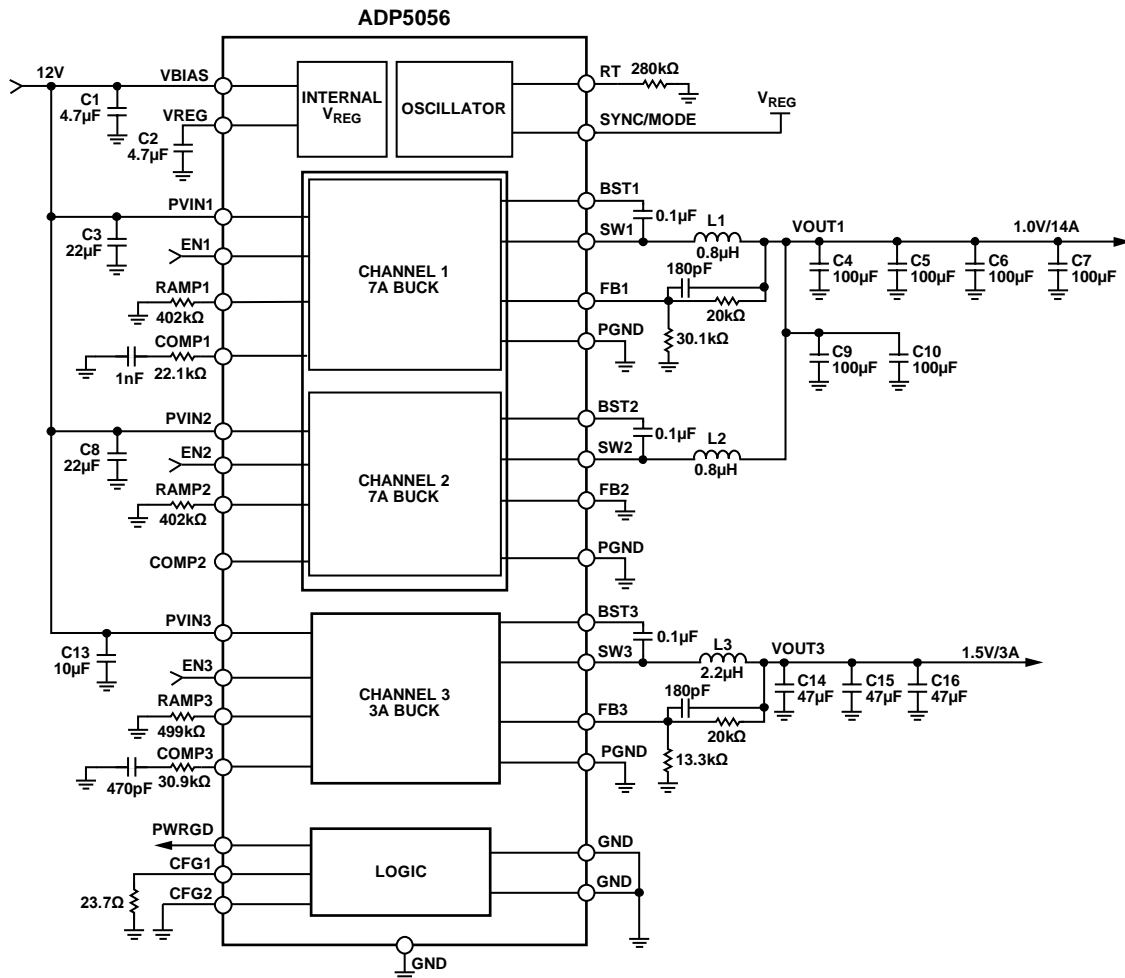 ADP5056
12V
VBIAS
C1
4.7µF
VREG
C2
4.7µF
INTERNAL
VREG
OSCILLATOR
RT
280kΩ
SYNC/MODE
VREG
PVIN1
C3
22µF
EN1
RAMP1
402kΩ
COMP1
1nF
22.1kΩ
CHANNEL 1
7A BUCK
BST1
0.1µF
SW1
L1
0.8µH
180pF
FB1
20kΩ
30.1kΩ
PGND
VOUT1
1.0V/14A
C4
100µF
C5
100µF
C6
100µF
C7
100µF
C9
100µF
C10
100µF
PVIN2
C8
22µF
EN2
RAMP2
402kΩ
COMP2
CHANNEL 2
7A BUCK
BST2
0.1µF
SW2
L2
0.8µH
FB2
PGND
PVIN3
C13
10µF
EN3
RAMP3
499kΩ
COMP3
470pF
30.9kΩ
CHANNEL 3
3A BUCK
BST3
0.1µF
SW3
L3
2.2µH
180pF
FB3
20kΩ
13.3kΩ
PGND
VOUT3
1.5V/3A
C14
47µF
C15
47µF
C16
47µF
PWRGD
CFG1
CFG2
23.7Ω
LOGIC
GND
GND
GND